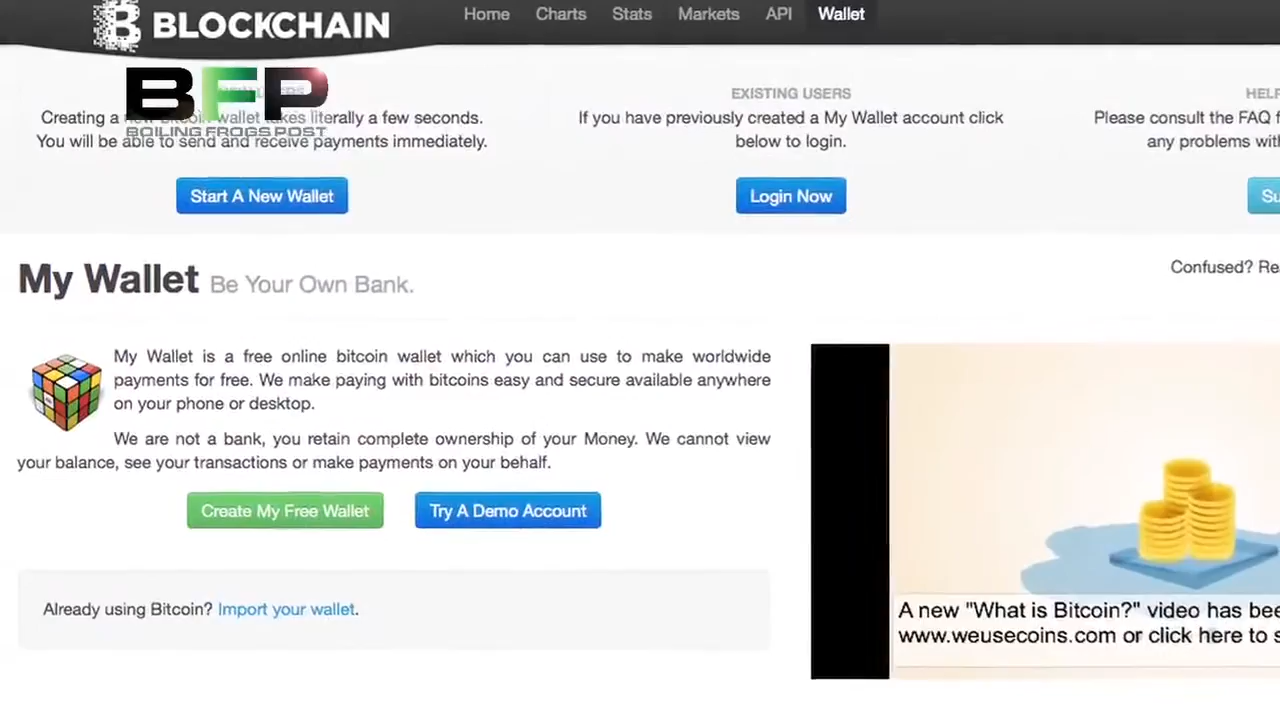 BLOCKCHAIN
Home Charts Stats Markets API Wallet
BFP
BOILING FROGS POST
Creating a new Bitcoin wallet takes literally a few seconds.
You will be able to send and receive payments immediately.
Start A New Wallet
EXISTING USERS
If you have previously created a My Wallet account click
below to login.
Login Now
HEL
Please consult the FAQ f
any problems with
Su
My Wallet Be Your Own Bank.
Confused? Re
My Wallet is a free online bitcoin wallet which you can use to make worldwide
payments for free. We make paying with bitcoins easy and secure available anywhere
on your phone or desktop.
We are not a bank, you retain complete ownership of your Money. We cannot view
your balance, see your transactions or make payments on your behalf.
Create My Free Wallet Try A Demo Account
Already using Bitcoin? Import your wallet.
A new "What is Bitcoin?" video has bee
www.weusecoins.com or click here to s